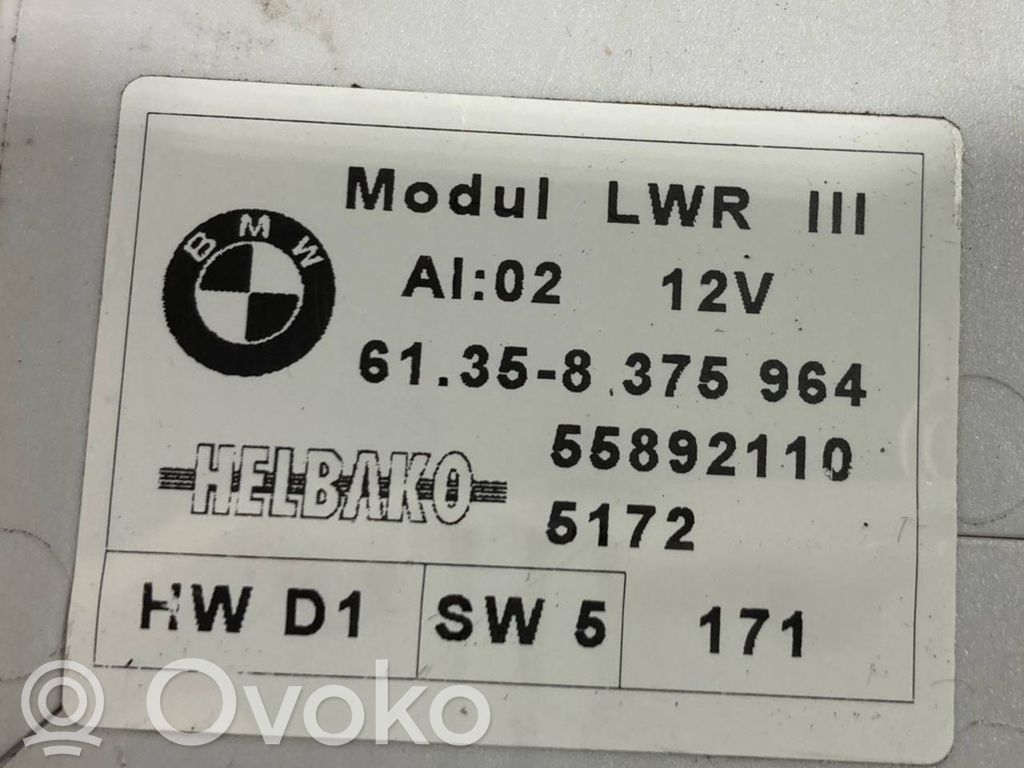 Modul LWR III
BMW
AI:02 12V
61.35-8 375 964
55892110
HELBAKO
5172
HW D1 SW 5 171
Ovoko